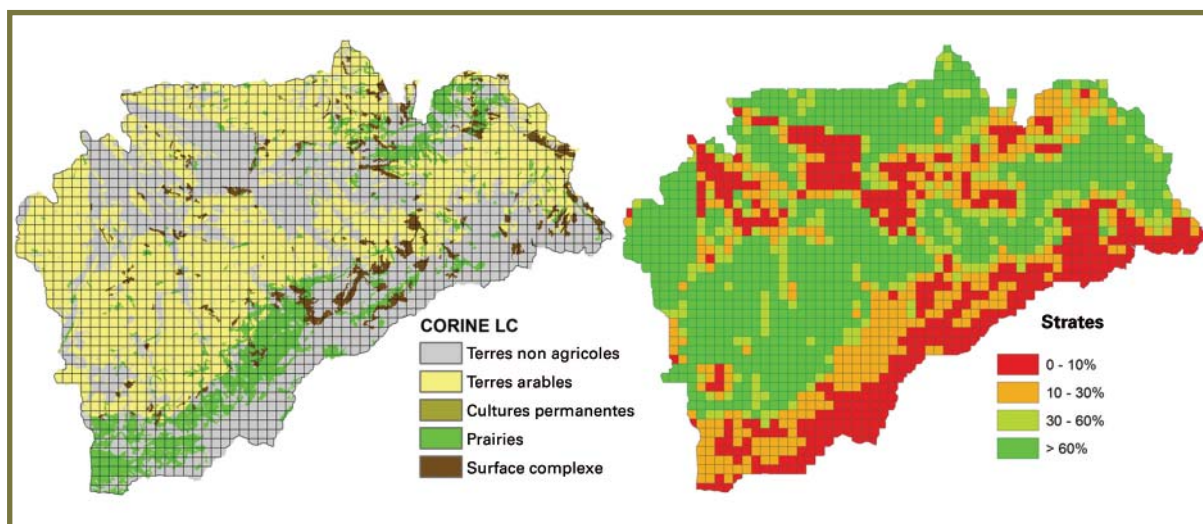 CORINE LC
Terres non agricoles
Terres arables
Cultures permanentes
Prairies
Surface complexe
Strates
0 - 10%
10 - 30%
30 - 60%
> 60%